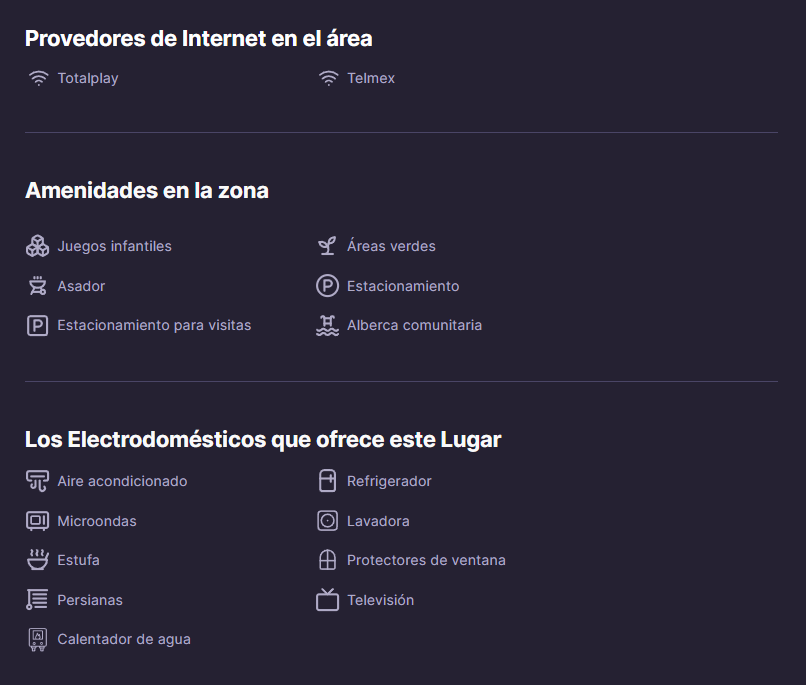 Provedores de Internet en el área
Totalplay
Telmex
Amenidades en la zona
Juegos infantiles
Áreas verdes
Asador
Estacionamiento
Estacionamiento para visitas
Alberca comunitaria
Los Electrodomésticos que ofrece este Lugar
Aire acondicionado
Refrigerador
Microondas
Lavadora
Estufa
Protectores de ventana
Persianas
Televisión
Calentador de agua